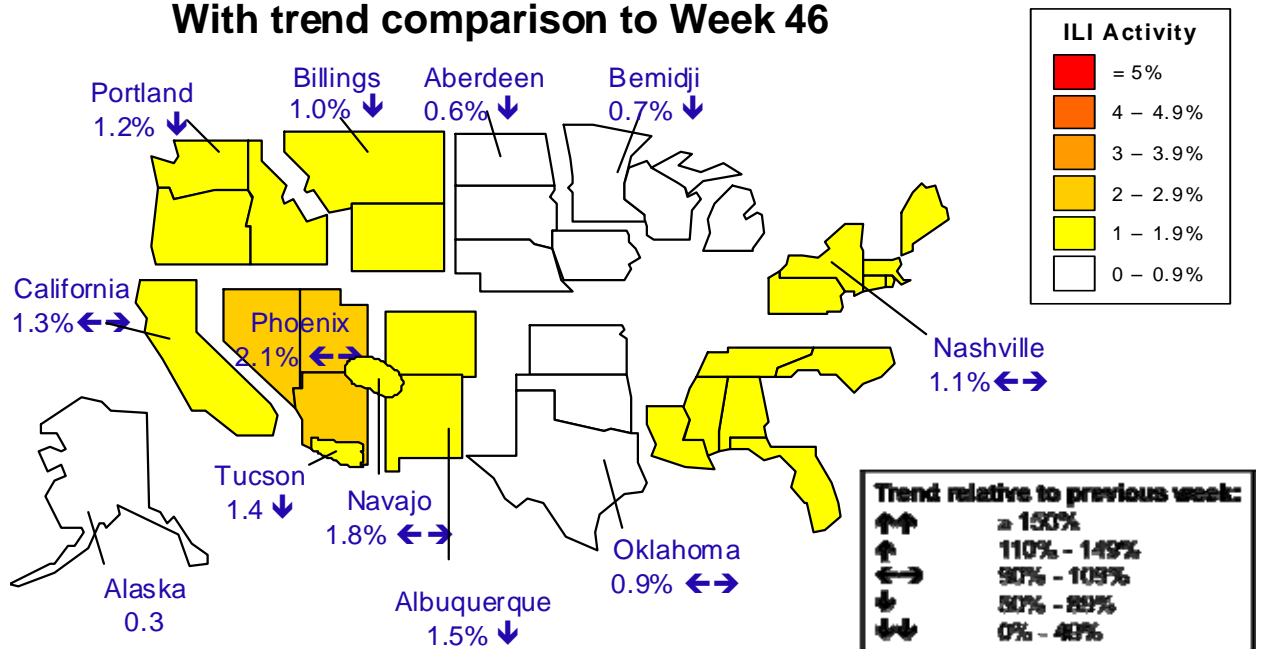 With trend comparison to Week 46
ILI Activity
= 5%
4 – 4.9%
3 – 3.9%
2 – 2.9%
1 – 1.9%
0 – 0.9%
Portland
1.2% ↓
Billings
1.0% ↓
Aberdeen
0.6% ↓
Bemidji
0.7% ↓
California
1.3% ←→
Phoenix
2.1% ←→
Nashville
1.1% ←→
Tucson
1.4 ↓
Navajo
1.8% ←→
Alaska
0.3
Albuquerque
1.5% ↓
Oklahoma
0.9% ←→
Trend relative to previous week:
↑↑ ≥ 150%
↑ 110% - 149%
←→ 90% - 109%
↓ 50% - 89%
↓↓ 0% - 49%